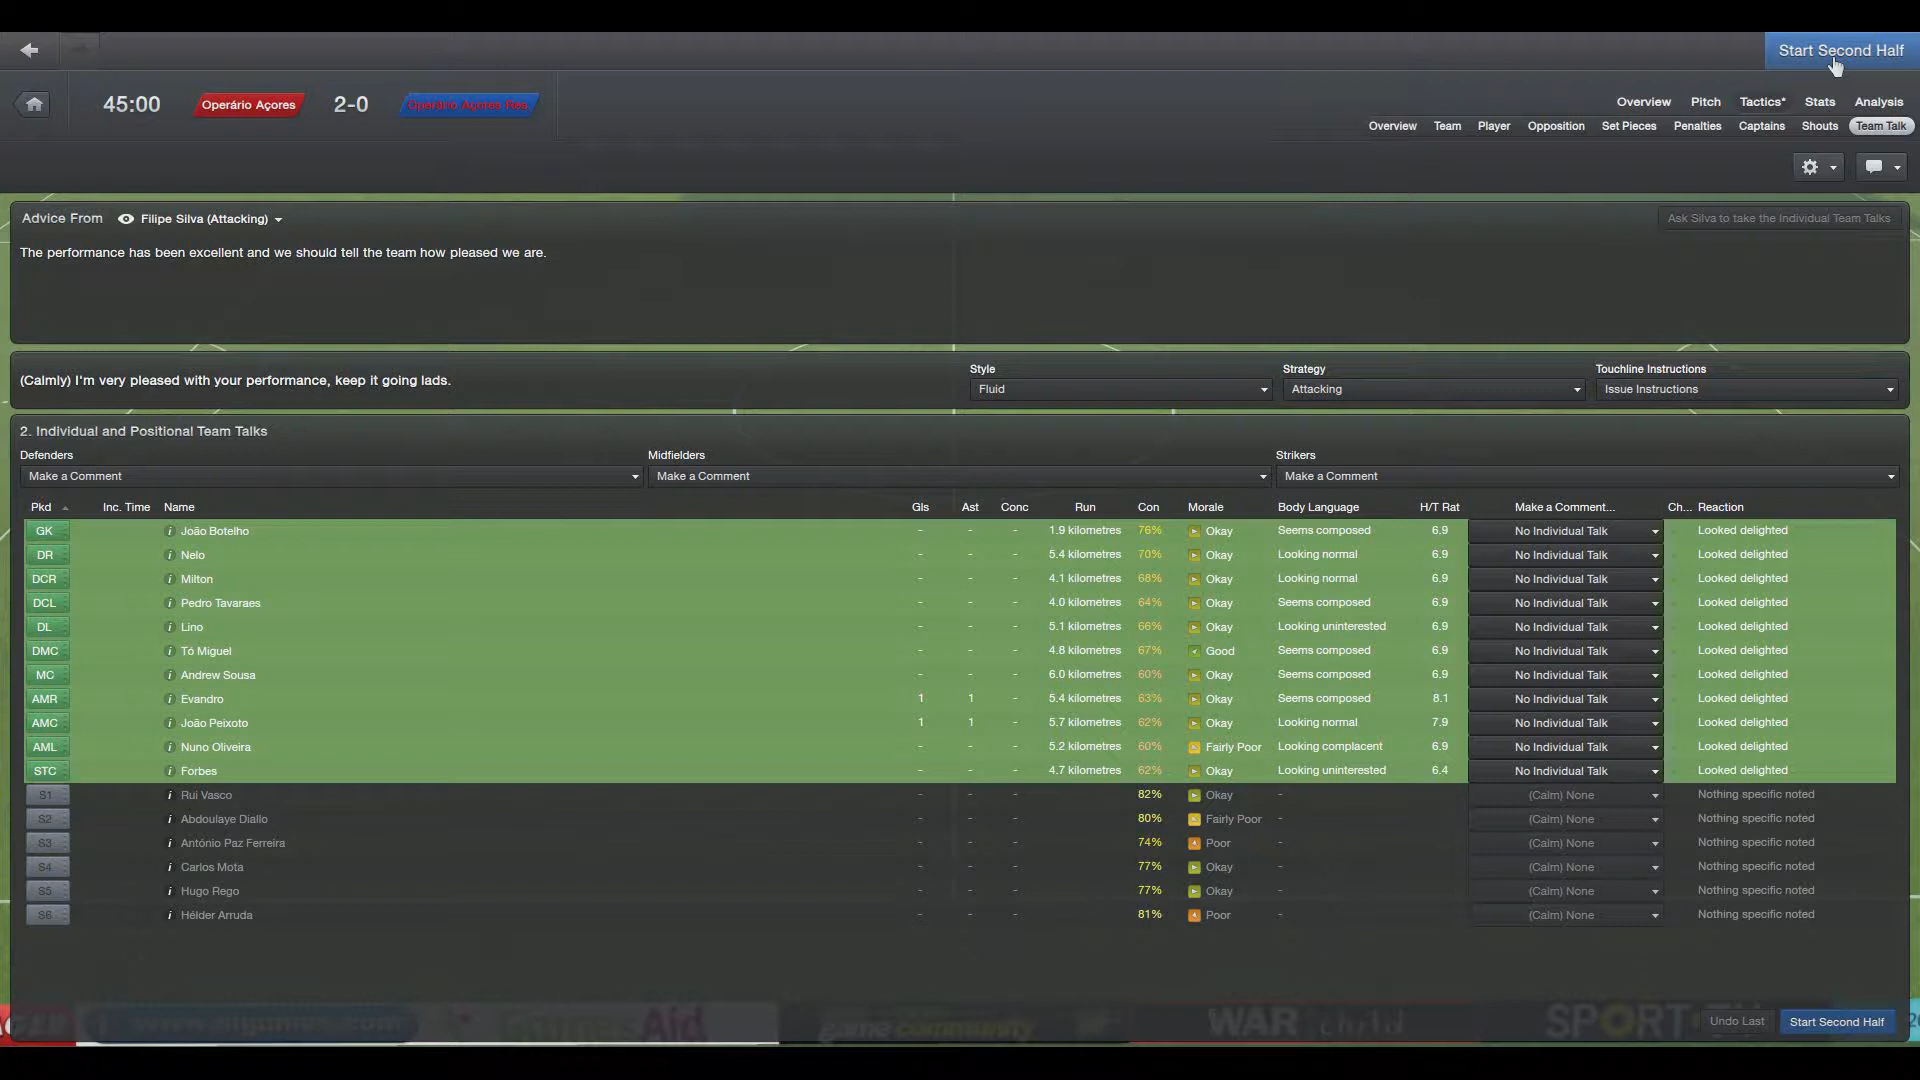 Start Second Half
45:00 Operário Açores 2-0 Operário Açores Res.
Overview Pitch Tactics* Stats Analysis
Overview Team Player Opposition Set Pieces Penalties Captains Shouts Team Talk
Advice From Filipe Silva (Attacking) Ask Silva to take the Individual Team Talks
The performance has been excellent and we should tell the team how pleased we are.
Style Strategy Touchline Instructions
(Calmly) I'm very pleased with your performance, keep it going lads. Fluid Attacking Issue Instructions
2. Individual and Positional Team Talks
Defenders Midfielders Strikers
Make a Comment Make a Comment Make a Comment
Pkd Inc. Time Name Gls Ast Conc Run Con Morale Body Language H/T Rat Make a Comment... Ch... Reaction
GK i João Botelho - - - 1.9 kilometres 76% Okay Seems composed 6.9 No Individual Talk Looked delighted
DR i Nelo - - - 5.4 kilometres 70% Okay Looking normal 6.9 No Individual Talk Looked delighted
DCR i Milton - - - 4.1 kilometres 68% Okay Looking normal 6.9 No Individual Talk Looked delighted
DCL i Pedro Tavaraes - - - 4.0 kilometres 64% Okay Seems composed 6.9 No Individual Talk Looked delighted
DL i Lino - - - 5.1 kilometres 66% Okay Looking uninterested 6.9 No Individual Talk Looked delighted
DMC i Tó Miguel - - - 4.8 kilometres 67% Good Seems composed 6.9 No Individual Talk Looked delighted
MC i Andrew Sousa - - - 6.0 kilometres 60% Okay Seems composed 6.9 No Individual Talk Looked delighted
AMR i Evandro 1 1 - 5.4 kilometres 63% Okay Seems composed 8.1 No Individual Talk Looked delighted
AMC i João Peixoto 1 1 - 5.7 kilometres 62% Okay Looking normal 7.9 No Individual Talk Looked delighted
AML i Nuno Oliveira - - - 5.2 kilometres 60% Fairly Poor Looking complacent 6.9 No Individual Talk Looked delighted
STC i Forbes - - - 4.7 kilometres 62% Okay Looking uninterested 6.4 No Individual Talk Looked delighted
S1 i Rui Vasco - - - 82% Okay - (Calm) None Nothing specific noted
S2 i Abdoulaye Diallo - - - 80% Fairly Poor - (Calm) None Nothing specific noted
S3 i António Paz Ferreira - - - 74% Poor - (Calm) None Nothing specific noted
S4 i Carlos Mota - - - 77% Okay - (Calm) None Nothing specific noted
S5 i Hugo Rego - - - 77% Okay - (Calm) None Nothing specific noted
S6 i Hélder Arruda - - - 81% Poor - (Calm) None Nothing specific noted
game community WAR child SPORT Undo Last Start Second Half